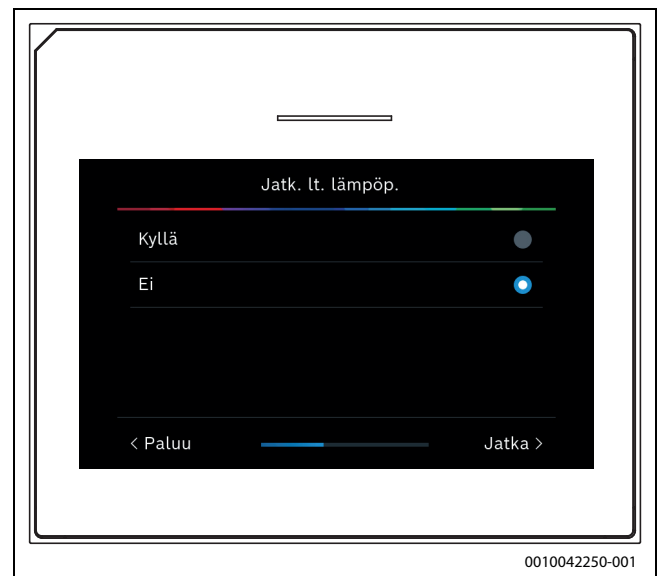 Jatk. lt. lämpöp.
Kyllä
Ei
< Paluu Jatka >
0010042250-001